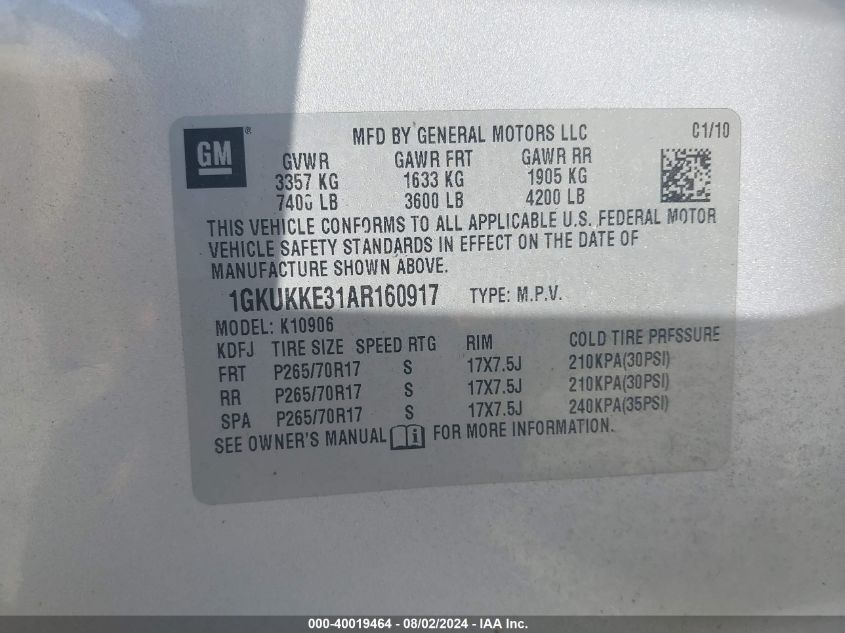 GM®
MFD BY GENERAL MOTORS LLC 01/10
GVWR GAWR FRT GAWR RR
3357 KG 1633 KG 1905 KG
7400 LB 3600 LB 4200 LB
THIS VEHICLE CONFORMS TO ALL APPLICABLE U.S. FEDERAL MOTOR
VEHICLE SAFETY STANDARDS IN EFFECT ON THE DATE OF
MANUFACTURE SHOWN ABOVE.
1GKUKKE31AR160917 TYPE: M.P.V.
MODEL: K10906
KDFJ TIRE SIZE SPEED RTG RIM COLD TIRE PRESSURE
FRT P265/70R17 S 17X7.5J 210KPA(30PSI)
RR P265/70R17 S 17X7.5J 210KPA(30PSI)
SPA P265/70R17 S 17X7.5J 240KPA(35PSI)
SEE OWNER'S MANUAL i FOR MORE INFORMATION.
000-40019464 - 08/02/2024 - IAA Inc.